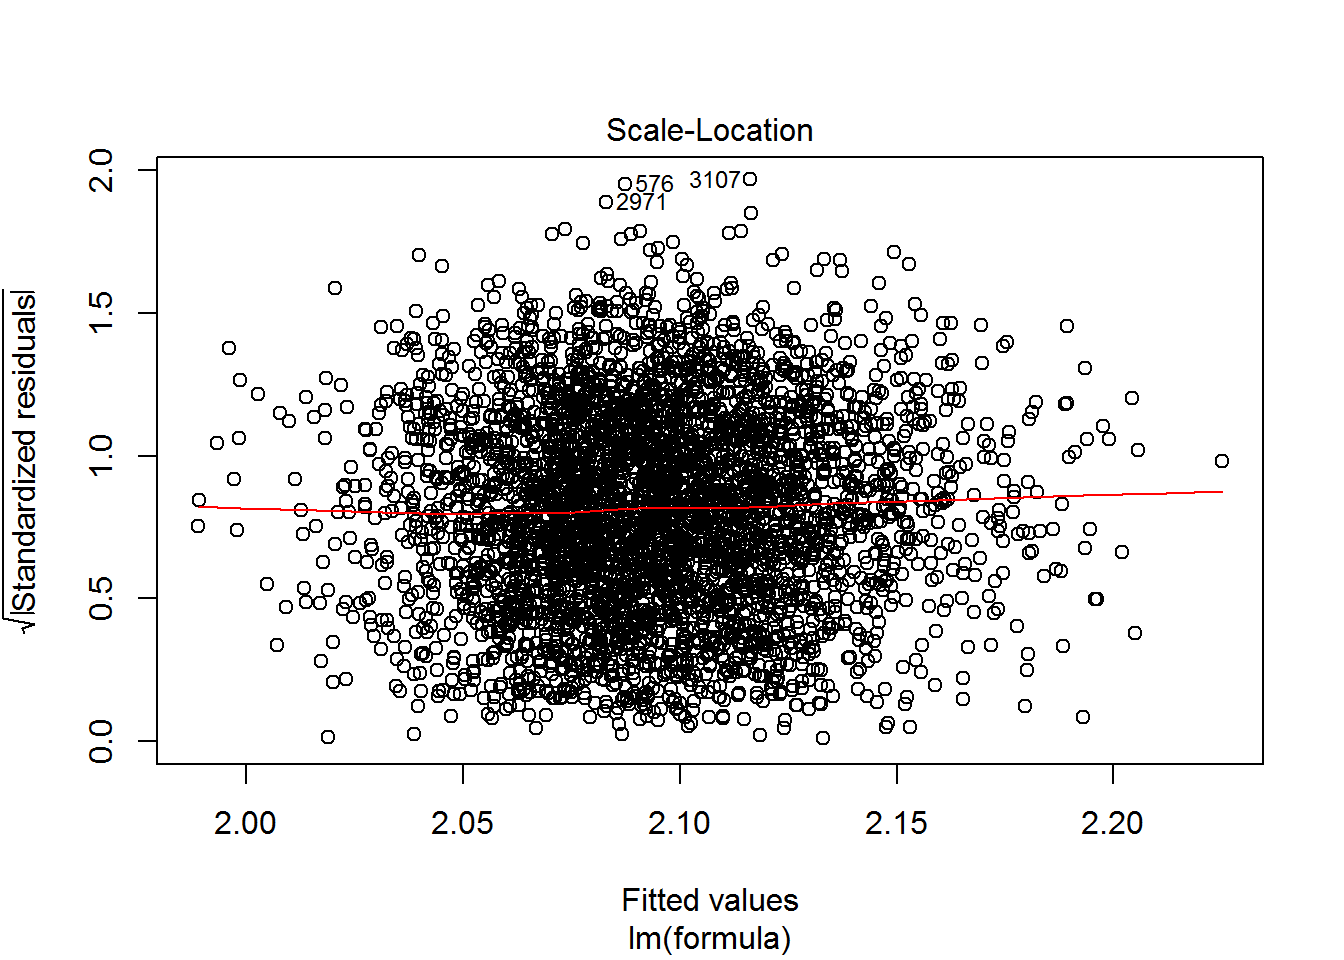 Scale-Location
√|Standardized residuals|
2.0
1.5
1.0
0.5
0.0
576
3107
2971
2.00 2.05 2.10 2.15 2.20
Fitted values
lm(formula)